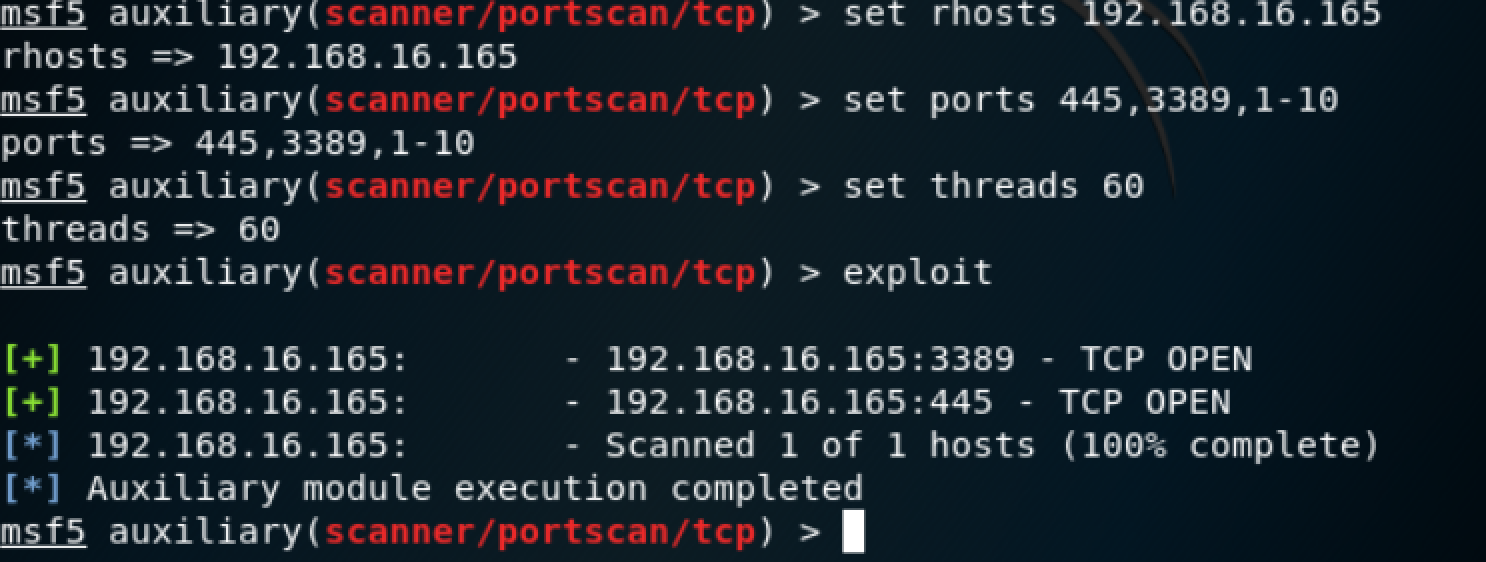 msf5 auxiliary(scanner/portscan/tcp) > set rhosts 192.168.16.165
rhosts => 192.168.16.165
msf5 auxiliary(scanner/portscan/tcp) > set ports 445,3389,1-10
ports => 445,3389,1-10
msf5 auxiliary(scanner/portscan/tcp) > set threads 60
threads => 60
msf5 auxiliary(scanner/portscan/tcp) > exploit
[+] 192.168.16.165:       - 192.168.16.165:3389 - TCP OPEN
[+] 192.168.16.165:       - 192.168.16.165:445 - TCP OPEN
[*] 192.168.16.165:       - Scanned 1 of 1 hosts (100% complete)
[*] Auxiliary module execution completed
msf5 auxiliary(scanner/portscan/tcp) >